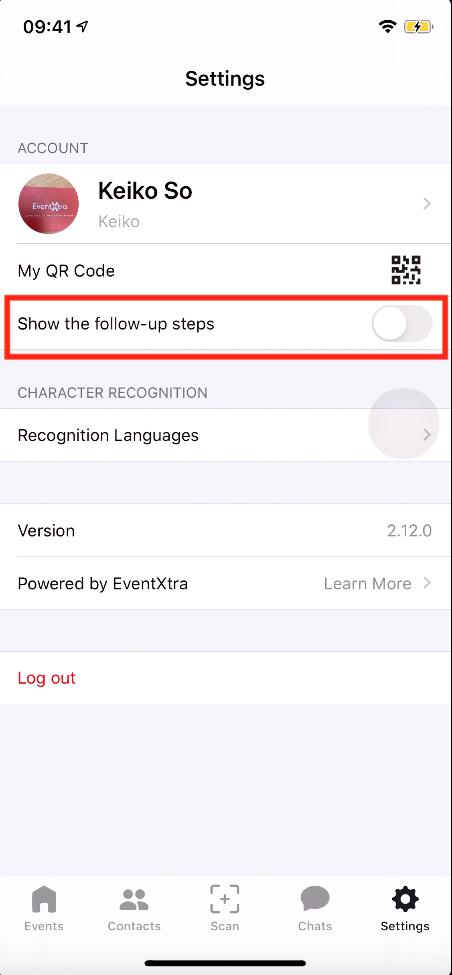 09:41
Settings
ACCOUNT
EventXtra
Keiko So
Keiko
My QR Code
Show the follow-up steps
CHARACTER RECOGNITION
Recognition Languages
Version 2.12.0
Powered by EventXtra Learn More
Log out
Events Contacts Scan Chats Settings